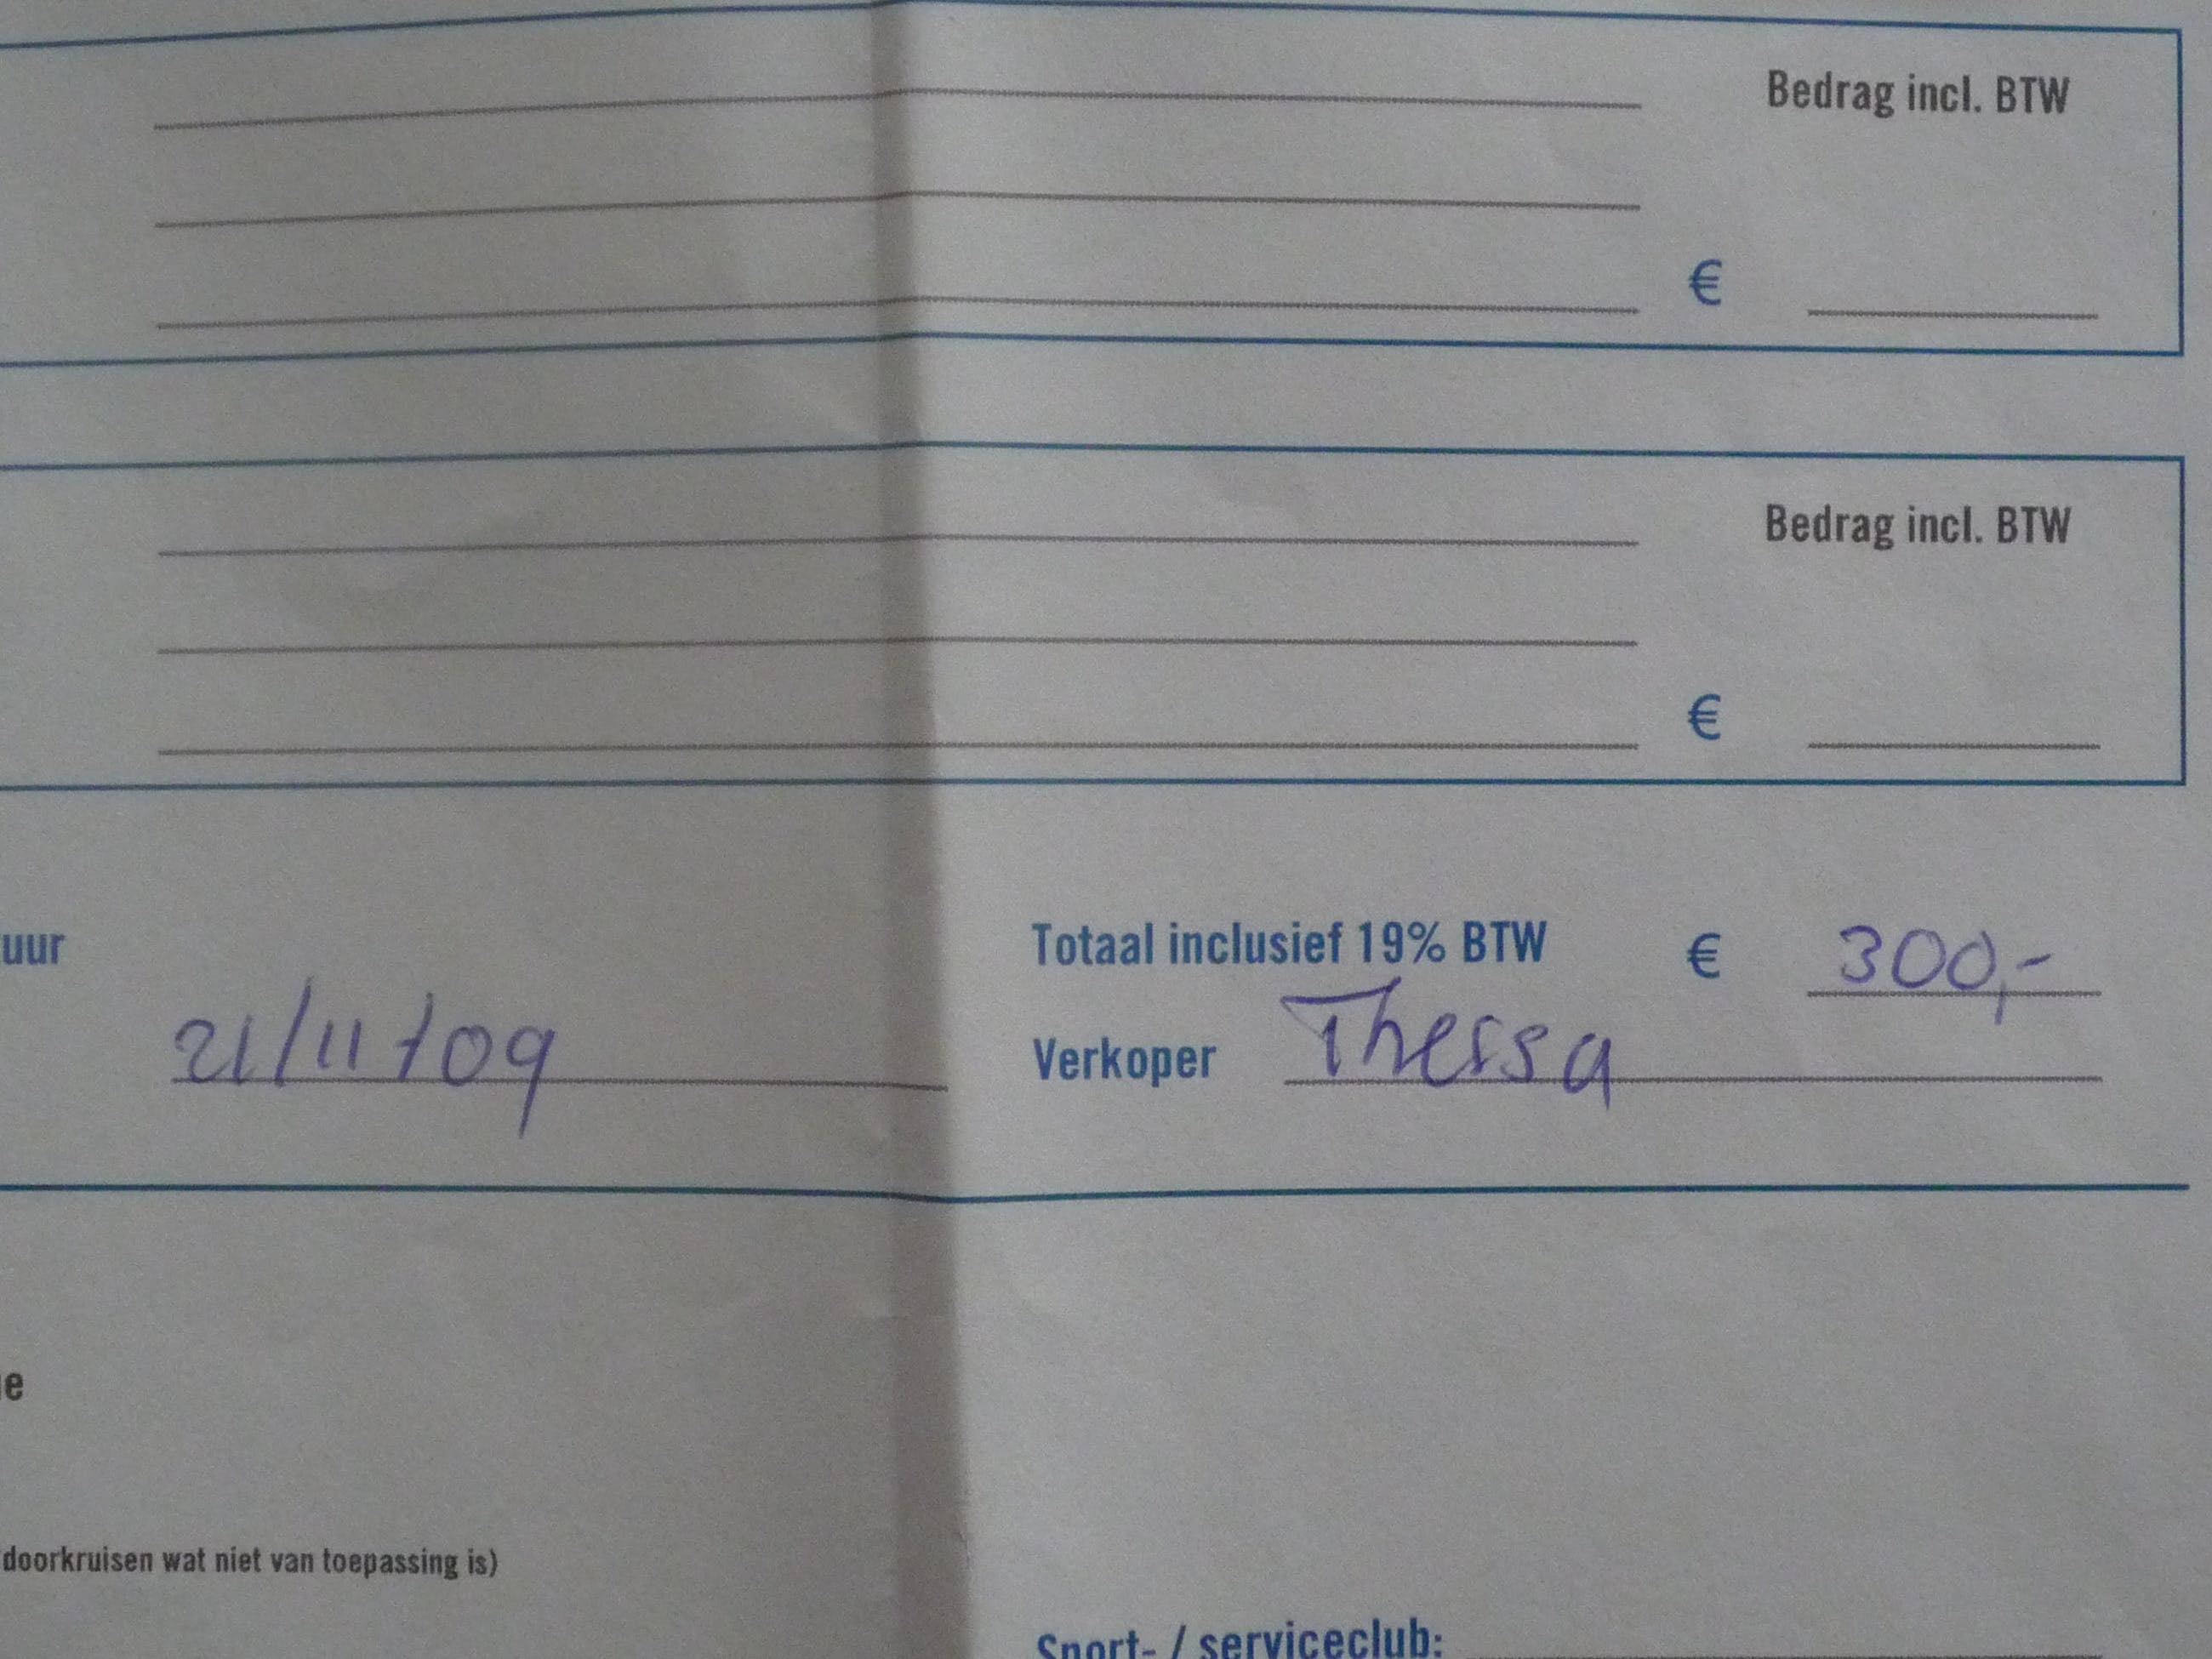 Bedrag incl. BTW
€
Bedrag incl. BTW
€
uur
Totaal inclusief 19% BTW € 300,-
21/11/09
Verkoper Thessa
e
doorkruisen wat niet van toepassing is)
Sport- / serviceclub: